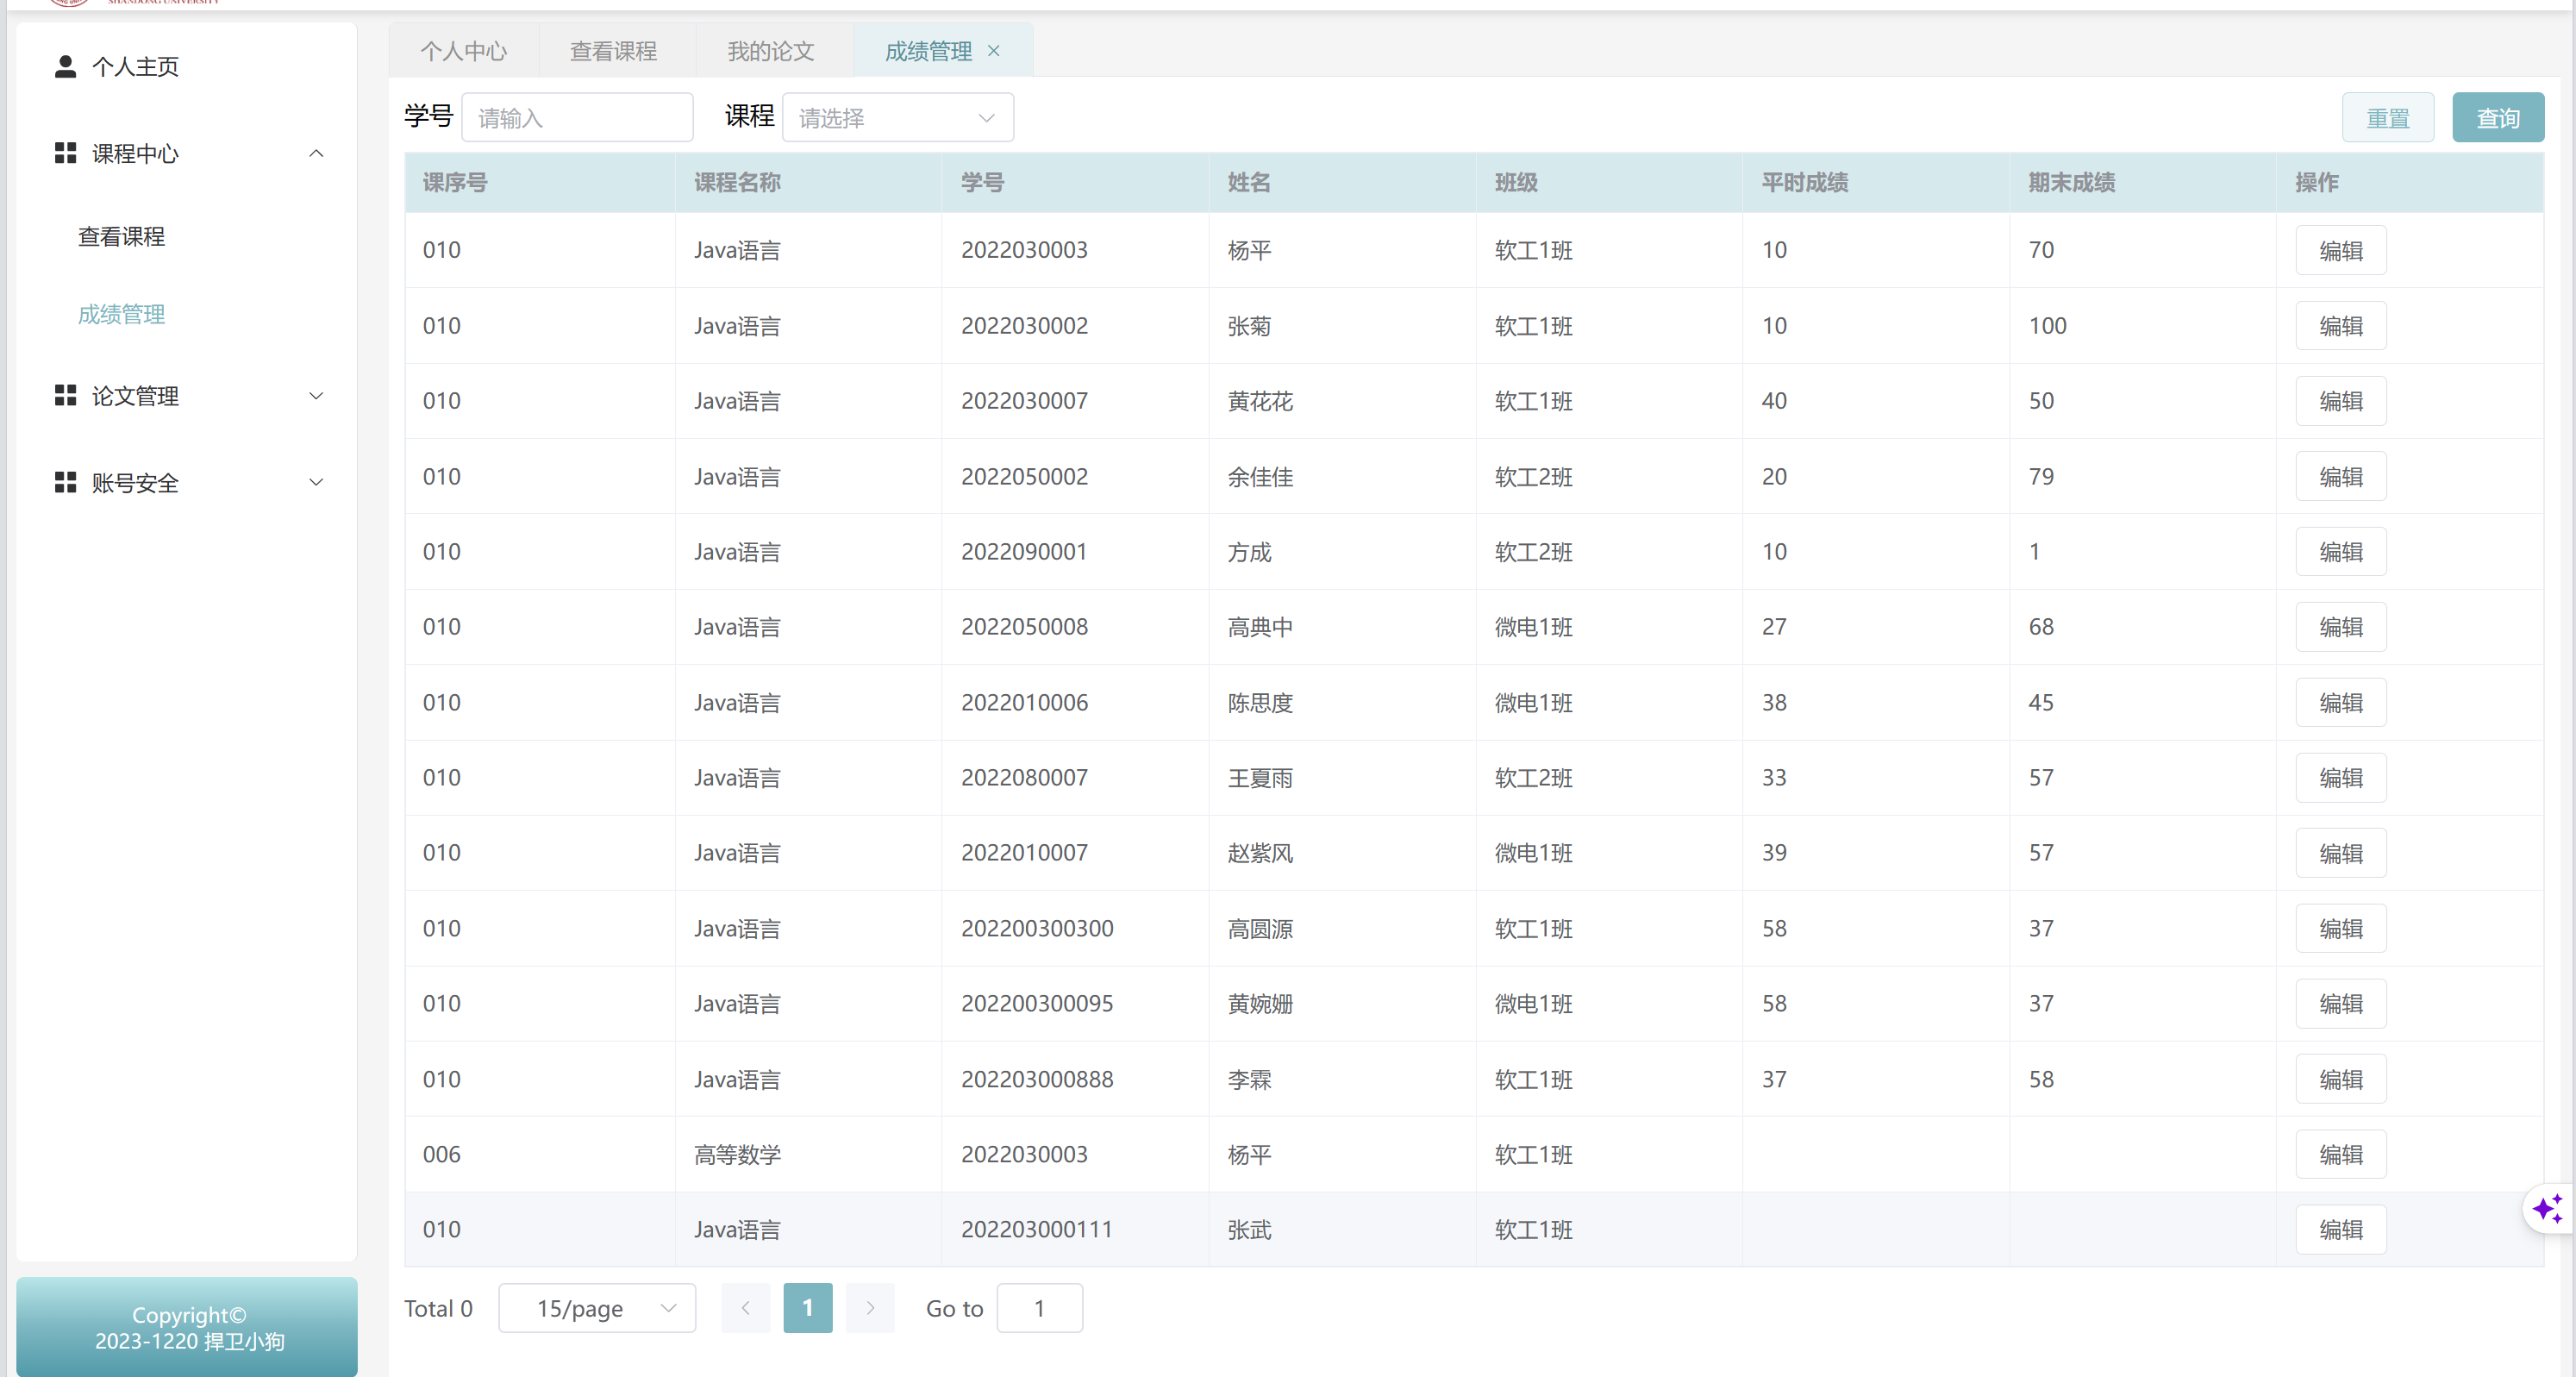 SHANDONG UNIVERSITY
个人主页
课程中心
查看课程
成绩管理
论文管理
账号安全
Copyright©
2023-1220 捍卫小狗
个人中心 查看课程 我的论文 成绩管理
学号 请输入 课程 请选择 重置 查询
课序号 课程名称 学号 姓名 班级 平时成绩 期末成绩 操作
010 Java语言 2022030003 杨平 软工1班 10 70 编辑
010 Java语言 2022030002 张菊 软工1班 10 100 编辑
010 Java语言 2022030007 黄花花 软工1班 40 50 编辑
010 Java语言 2022050002 余佳佳 软工2班 20 79 编辑
010 Java语言 2022090001 方成 软工2班 10 1 编辑
010 Java语言 2022050008 高典中 微电1班 27 68 编辑
010 Java语言 2022010006 陈思度 微电1班 38 45 编辑
010 Java语言 2022080007 王夏雨 软工2班 33 57 编辑
010 Java语言 2022010007 赵紫风 微电1班 39 57 编辑
010 Java语言 202200300300 高圆源 软工1班 58 37 编辑
010 Java语言 202200300095 黄婉姗 微电1班 58 37 编辑
010 Java语言 202203000888 李霖 软工1班 37 58 编辑
006 高等数学 2022030003 杨平 软工1班 编辑
010 Java语言 202203000111 张武 软工1班 编辑
Total 0 15/page 1 Go to 1